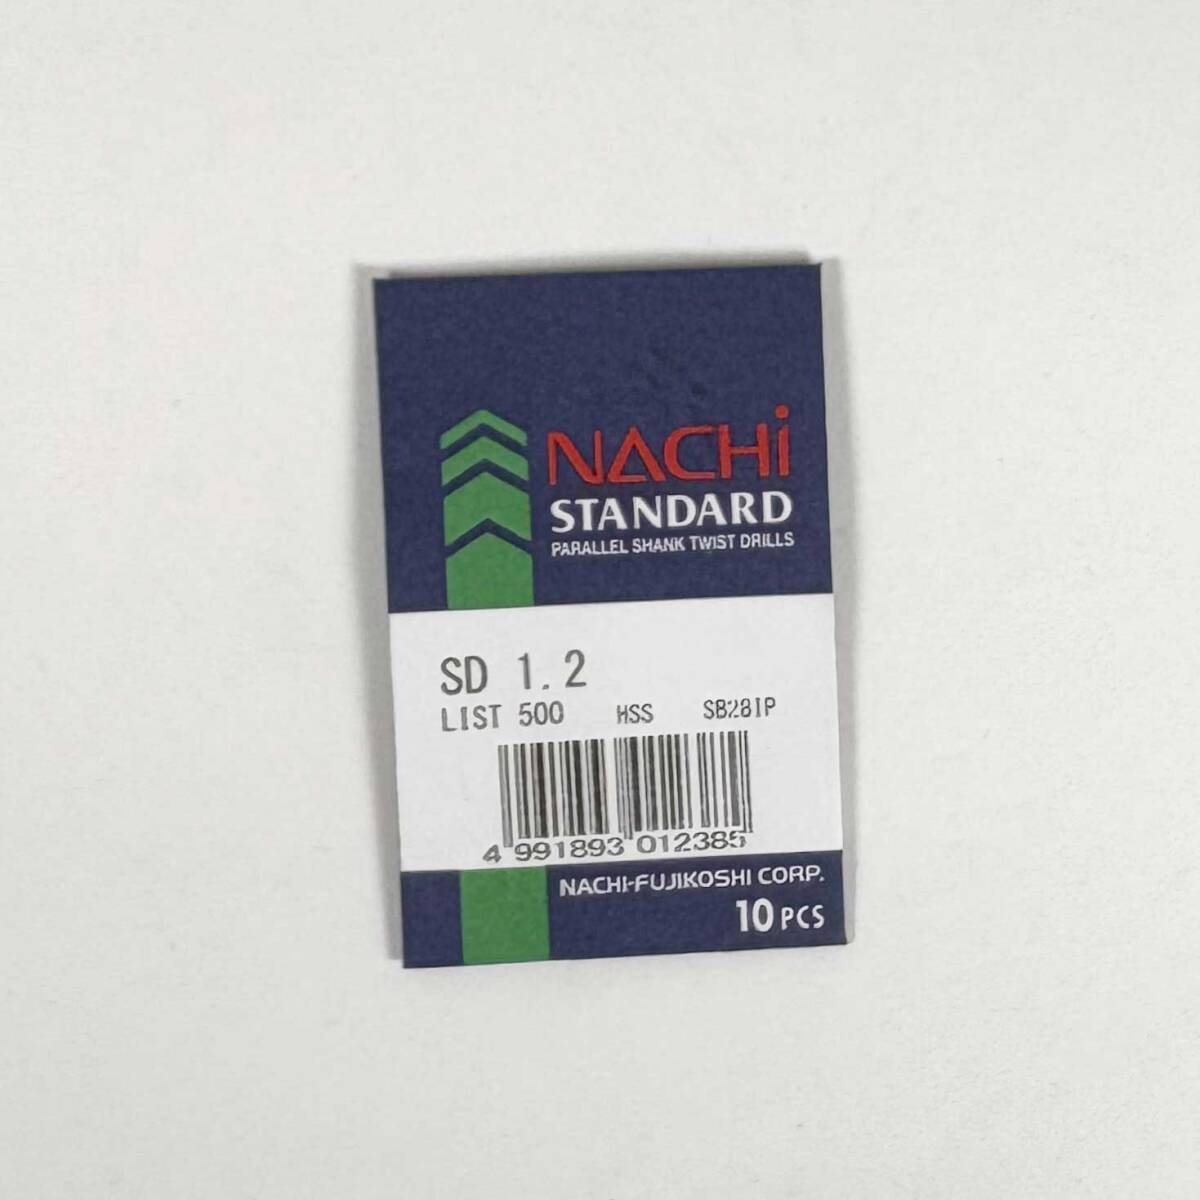 NACHi
STANDARD
PARALLEL SHANK TWIST DRILLS
SD 1.2
LIST 500 HSS SB28IP
4 991893 012385
NACHI-FUJIKOSHI CORP.
10 PCS